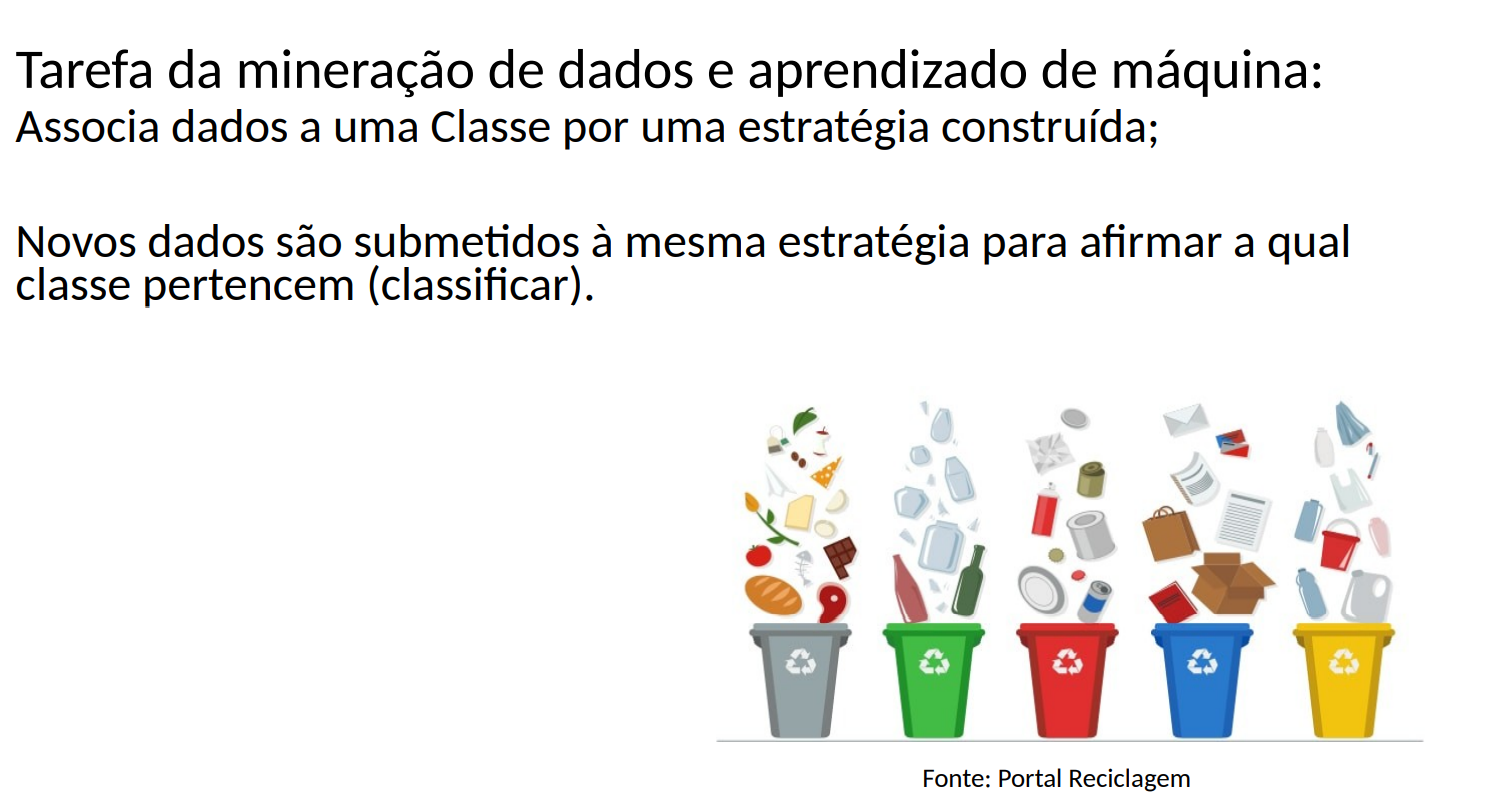 Tarefa da mineração de dados e aprendizado de máquina:
Associa dados a uma Classe por uma estratégia construída;
Novos dados são submetidos à mesma estratégia para afirmar a qual
classe pertencem (classificar).
Fonte: Portal Reciclagem